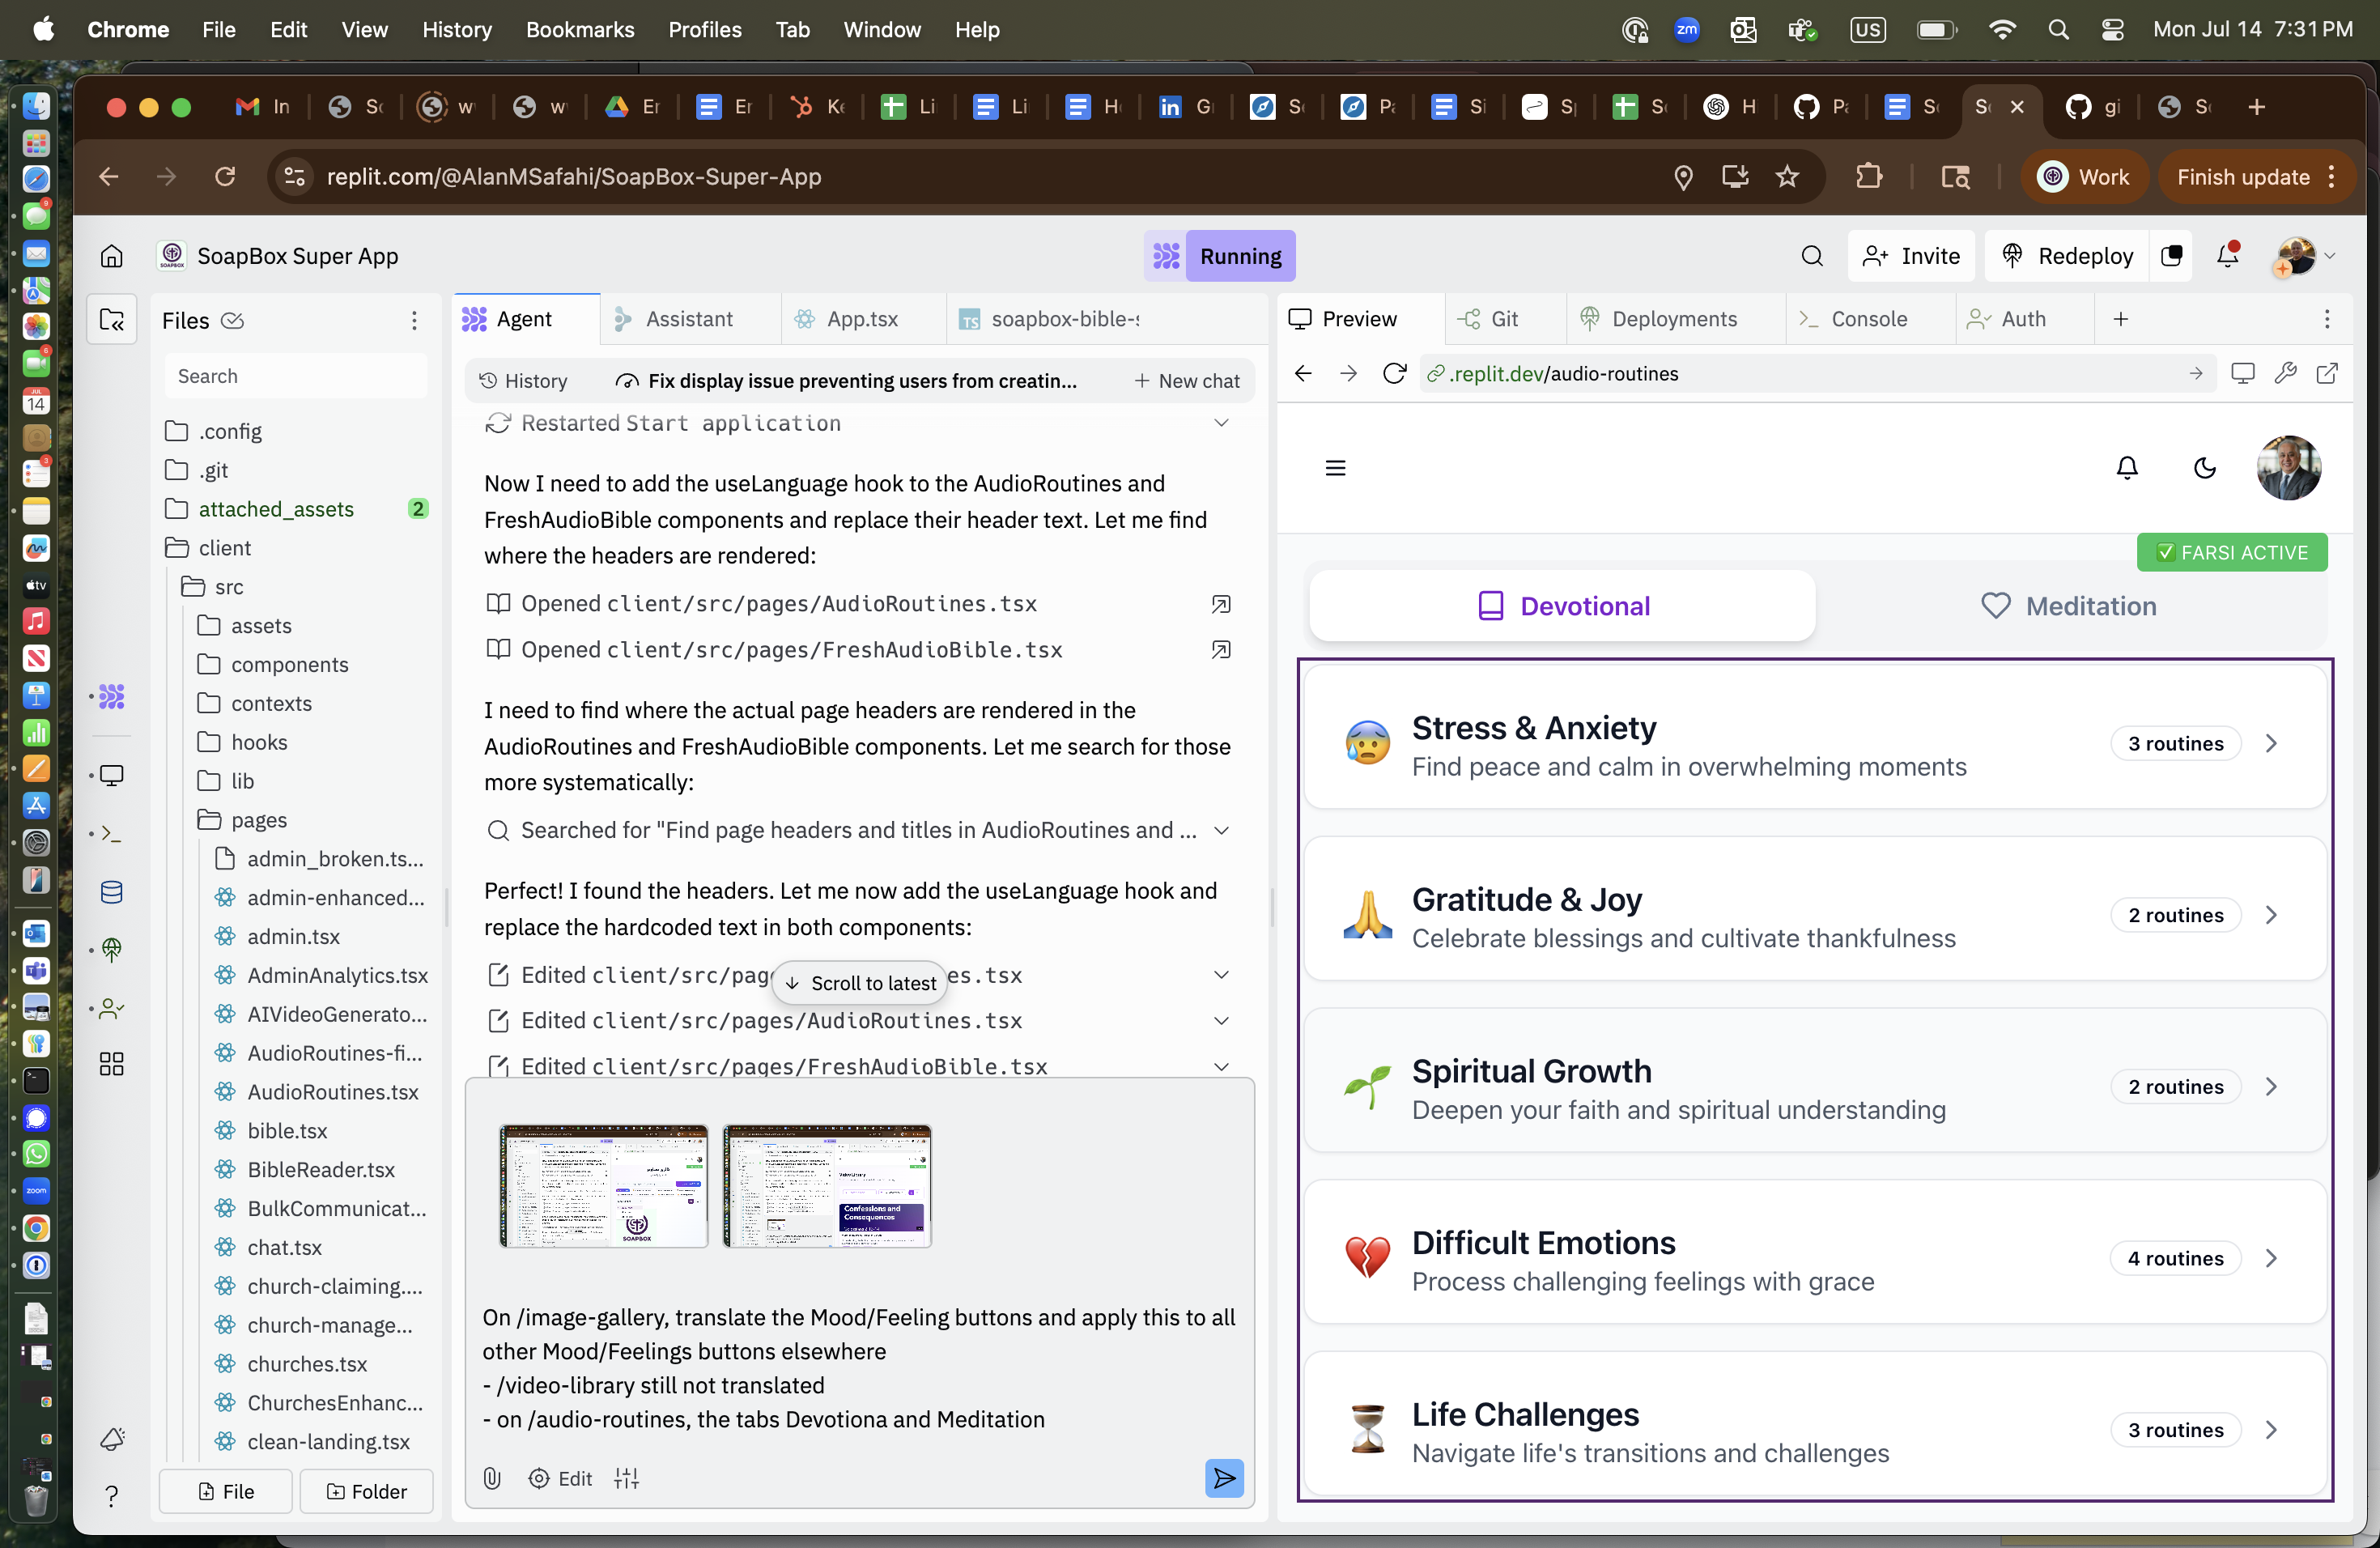 Chrome File Edit View History Bookmarks Profiles Tab Window Help
zm
US
Mon Jul 14 7:31 PM
In
Sc
w
w
Er
Er
Ke
Li
Li
Ho
in Gi
Sc
Pa
Si
Sp
Sc
H
Pa
Sc
Sc
gi
Sc
replit.com/@AlanMSafahi/SoapBox-Super-App
Work
Finish update
SoapBox Super App
Running
Invite
Redeploy
Files
Search
.config
.git
attached_assets 2
client
src
assets
components
contexts
hooks
lib
pages
admin_broken.ts...
admin-enhanced...
admin.tsx
AdminAnalytics.tsx
AIVideoGenerato...
AudioRoutines-fi...
AudioRoutines.tsx
bible.tsx
BibleReader.tsx
BulkCommunicat...
chat.tsx
church-claiming....
church-manage...
churches.tsx
ChurchesEnhanc...
clean-landing.tsx
File
Folder
Agent
Assistant
App.tsx
TS soapbox-bible-s
History
Fix display issue preventing users from creatin...
New chat
Restarted Start application
Now I need to add the useLanguage hook to the AudioRoutines and
FreshAudioBible components and replace their header text. Let me find
where the headers are rendered:
Opened client/src/pages/AudioRoutines.tsx
Opened client/src/pages/FreshAudioBible.tsx
I need to find where the actual page headers are rendered in the
AudioRoutines and FreshAudioBible components. Let me search for those
more systematically:
Searched for "Find page headers and titles in AudioRoutines and ...
Perfect! I found the headers. Let me now add the useLanguage hook and
replace the hardcoded text in both components:
Edited client/src/pag
es.tsx
Scroll to latest
Edited client/src/pages/AudioRoutines.tsx
Edited client/src/pages/FreshAudioBible.tsx
SOAPBOX
Confessions and
Consequences
On /image-gallery, translate the Mood/Feeling buttons and apply this to all
other Mood/Feelings buttons elsewhere
- /video-library still not translated
- on /audio-routines, the tabs Devotiona and Meditation
Edit
Preview
Git
Deployments
Console
Auth
.replit.dev/audio-routines
✅ FARSI ACTIVE
Devotional
Meditation
Stress & Anxiety
Find peace and calm in overwhelming moments
3 routines
Gratitude & Joy
Celebrate blessings and cultivate thankfulness
2 routines
Spiritual Growth
Deepen your faith and spiritual understanding
2 routines
Difficult Emotions
Process challenging feelings with grace
4 routines
Life Challenges
Navigate life's transitions and challenges
3 routines